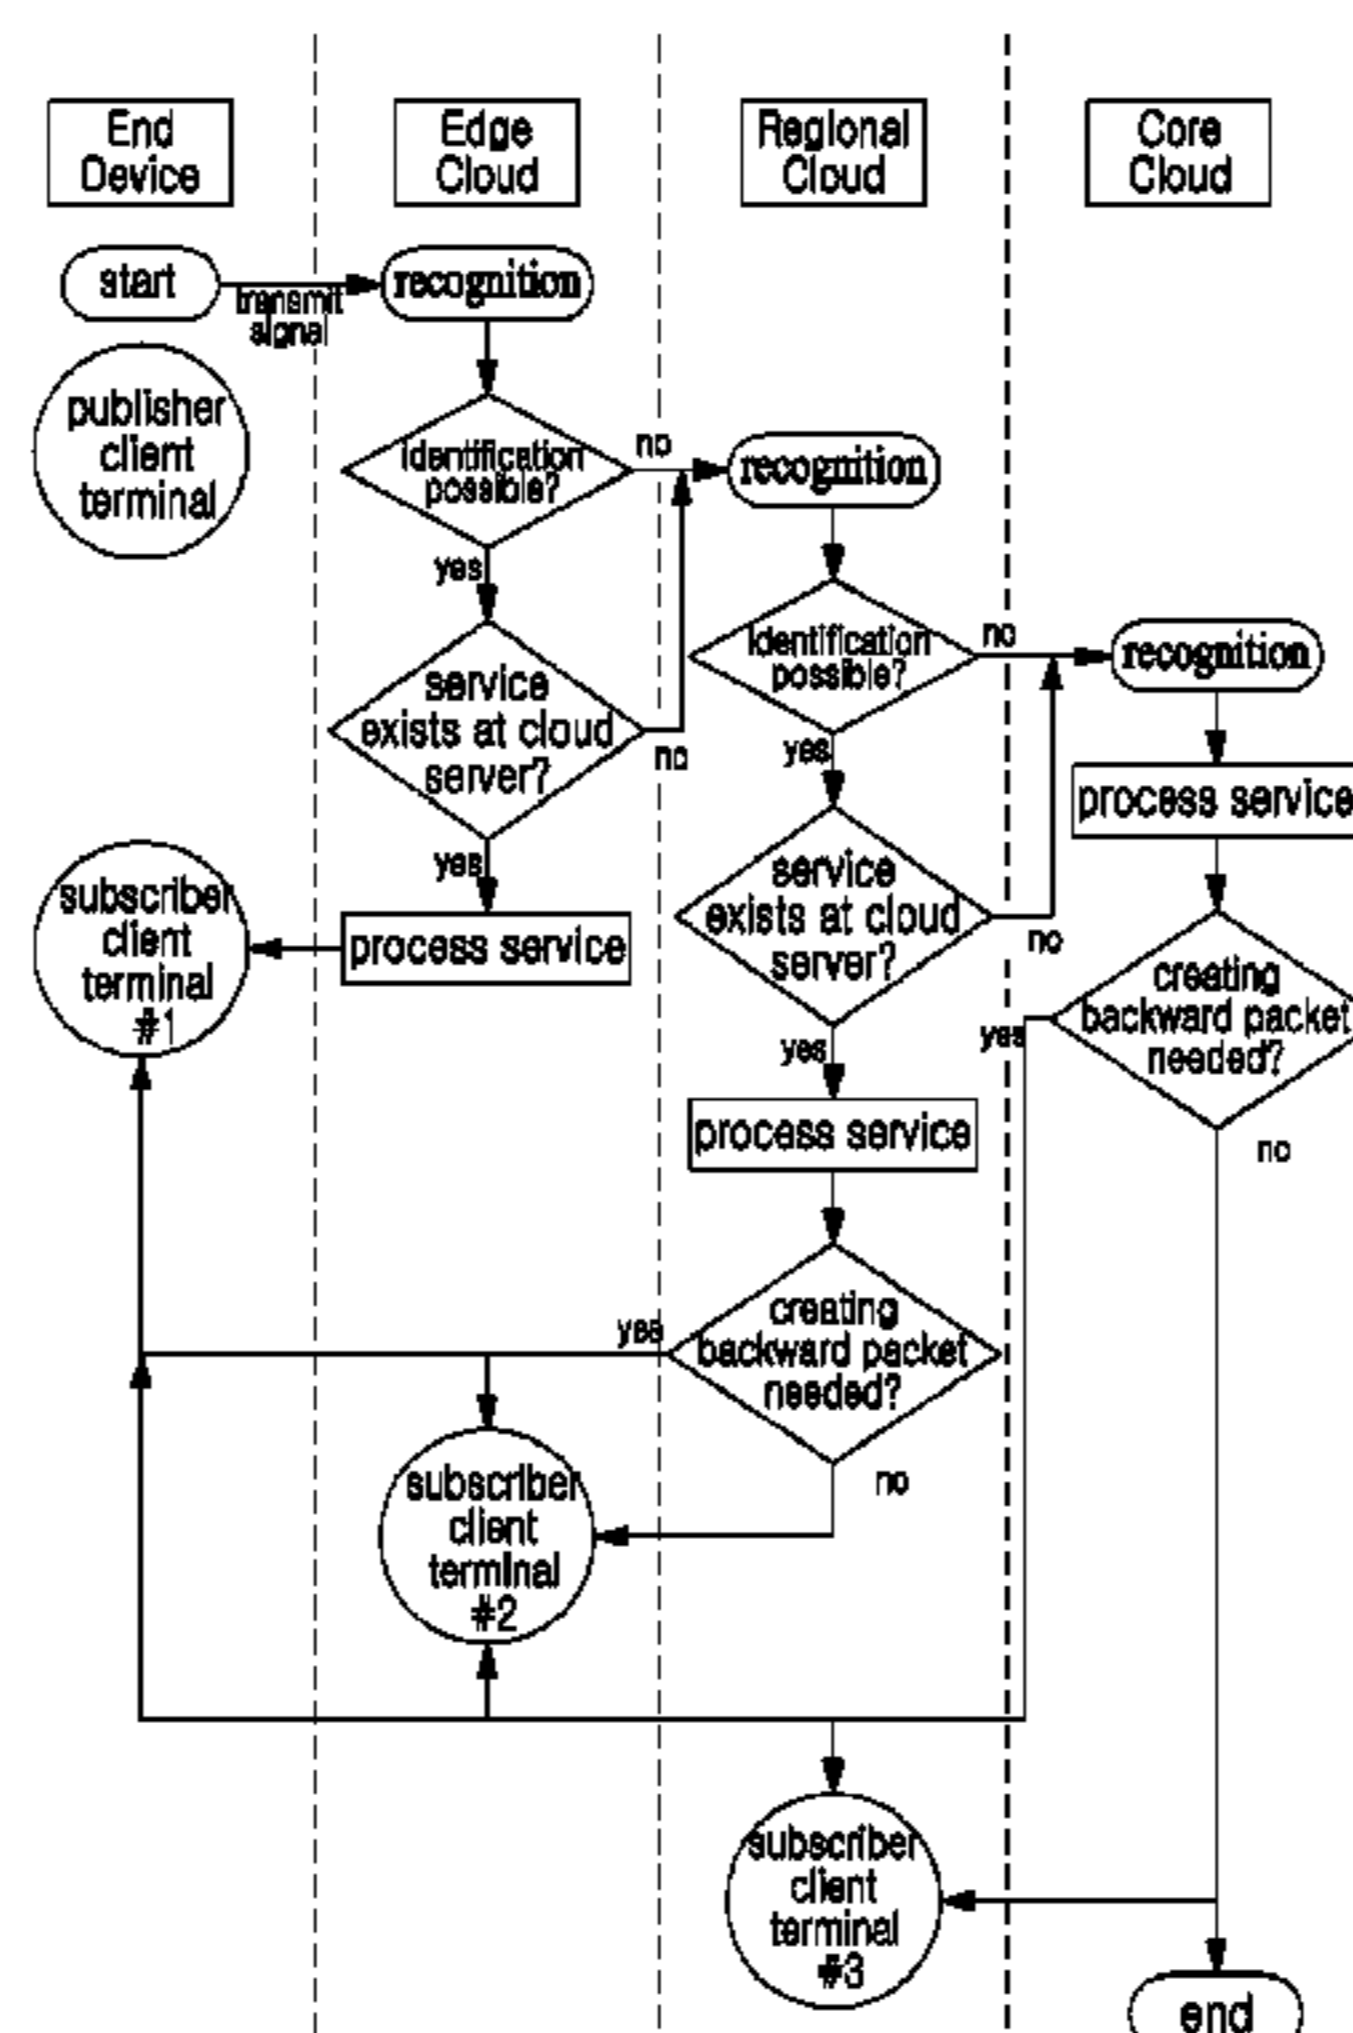 End
Device
Edge
Cloud
Regional
Cloud
Core
Cloud
start
transmit
signal
recognition
publisher
client
terminal
Identification
possible?
no
recognition
yes
service
exists at cloud
server?
no
Identification
possible?
no
recognition
yes
yes
process service
service
exists at cloud
server?
no
process service
subscriber
client
terminal
#1
yes
process service
creating
backward packet
needed?
yes
no
creating
backward packet
needed?
yes
no
subscriber
client
terminal
#2
subscriber
client
terminal
#3
end